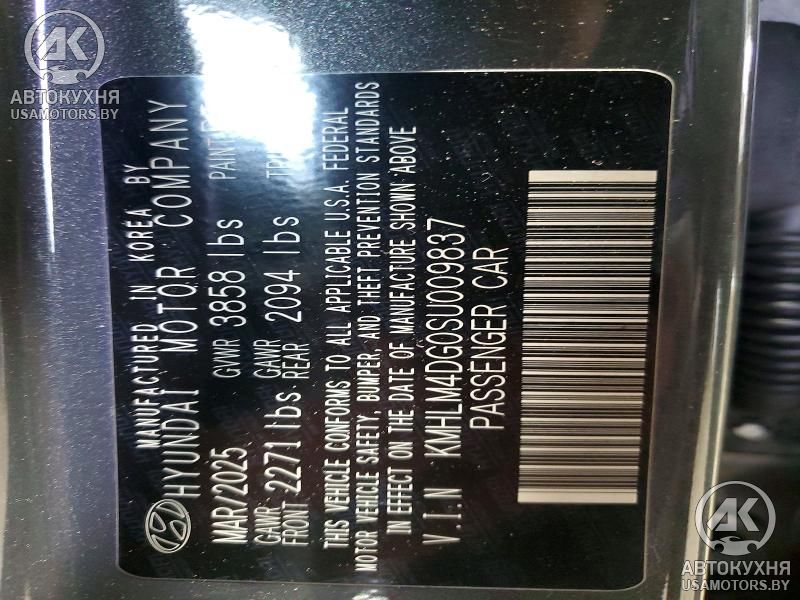 MANUFACTURED IN KOREA BY
HYUNDAI MOTOR COMPANY
MAR/2025 GVWR 3858 lbs
GAWR FRONT 2271 lbs GAWR REAR 2094 lbs
THIS VEHICLE CONFORMS TO ALL APPLICABLE U.S.A. FEDERAL
MOTOR VEHICLE SAFETY, BUMPER, AND THEFT PREVENTION STANDARDS
IN EFFECT ON THE DATE OF MANUFACTURE SHOWN ABOVE
V.I.N KMHLM4DG0SU009837
PASSENGER CAR
АК
АВТОКУХНЯ
USAMOTORS.BY
АК
АВТОКУХНЯ
USAMOTORS.BY